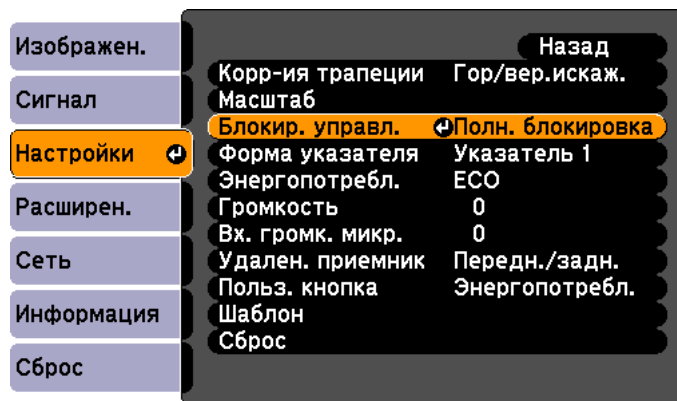 Изображен.
Сигнал
Настройки
Расширен.
Сеть
Информация
Сброс
Назад
Корр-ия трапеции Гор/вер.искаж.
Масштаб
Блокир. управл. Полн. блокировка
Форма указателя Указатель 1
Энергопотребл. ECO
Громкость 0
Вх. громк. микр. 0
Удален. приемник Передн./задн.
Польз. кнопка Энергопотребл.
Шаблон
Сброс